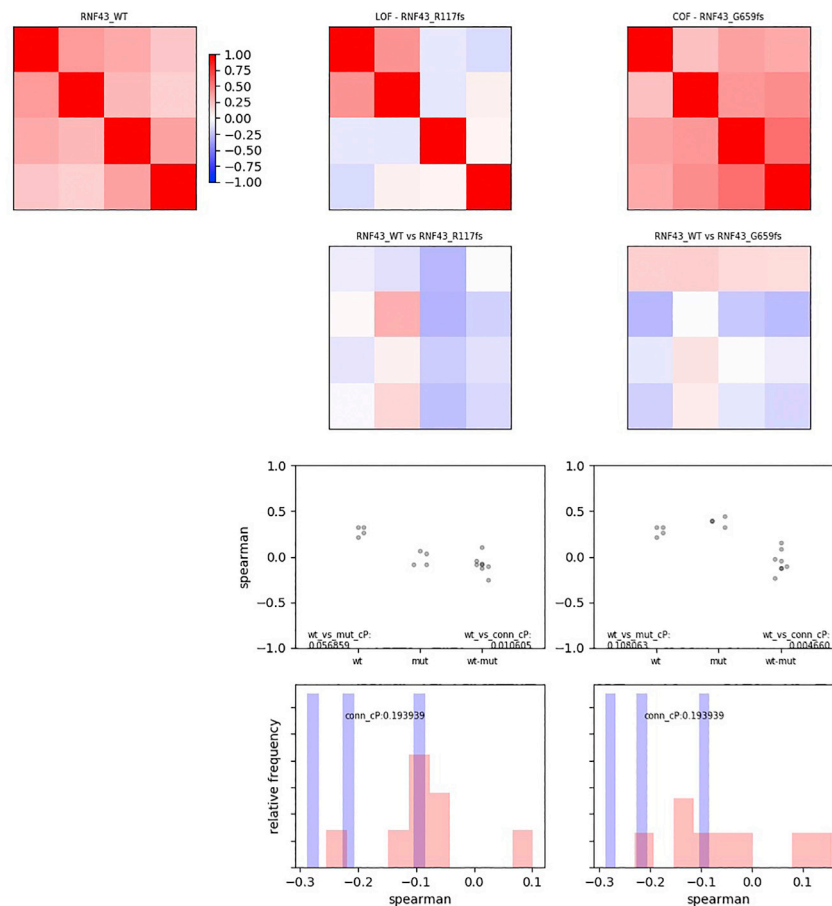 RNF43_WT
LOF - RNF43_R117fs
COF - RNF43_G659fs
1.00
0.75
0.50
0.25
0.00
−0.25
−0.50
−0.75
−1.00
RNF43_WT vs RNF43_R117fs
RNF43_WT vs RNF43_G659fs
1.0
0.5
0.0
−0.5
−1.0
spearman
wt_vs_mut_cP:
0.056859
wt_vs_conn_cP:
0.010605
wt
mut
wt-mut
1.0
0.5
0.0
−0.5
−1.0
wt_vs_mut_cP:
0.108063
wt_vs_conn_cP:
0.004660
wt
mut
wt-mut
relative frequency
conn_cP:0.193939
−0.3
−0.2
−0.1
0.0
0.1
spearman
conn_cP:0.193939
−0.3
−0.2
−0.1
0.0
0.1
spearman